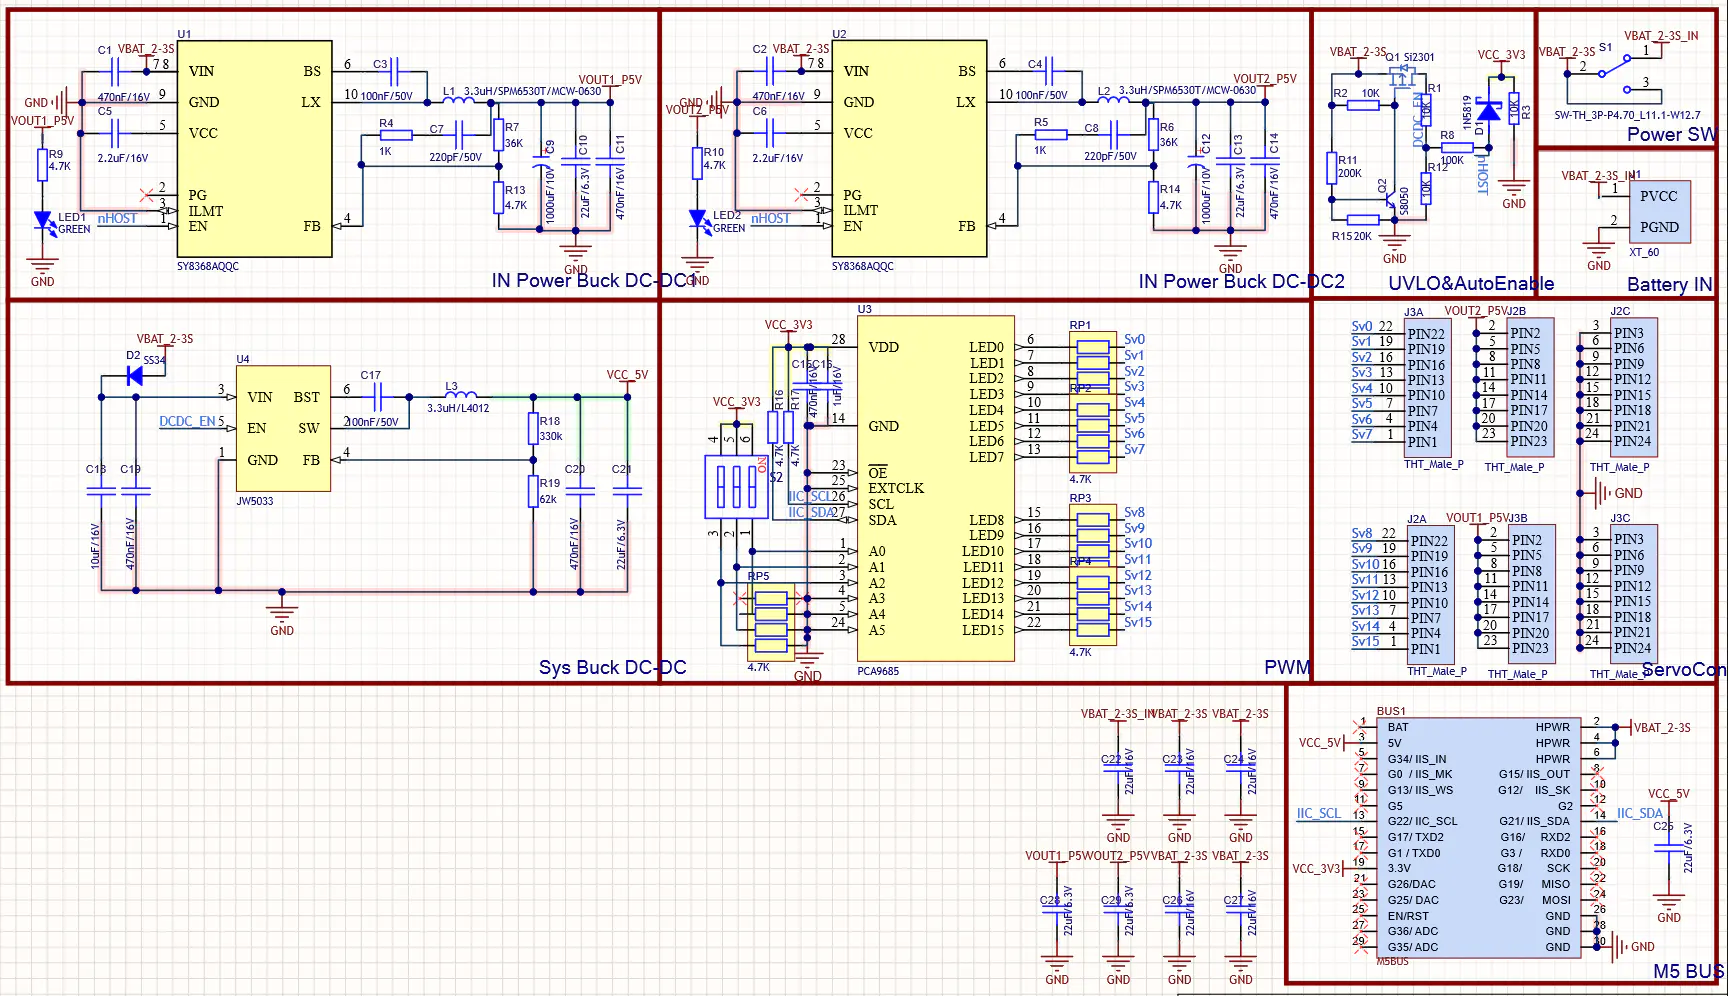 U1
C1 VBAT_2-3S
7 8 VIN
BS 6
C3
470nF/16V
GND
9 GND
LX 10 100nF/50V
L1 3.3uH/SPM6530T/MCW-0630
VOUT1_P5V
VOUT1_P5V
C5
5 VCC
2.2uF/16V
R4
1K
C7
220pF/50V
R7
36K
C9
1000uF/10V
C10
22uF/6.3V
C11
470nF/16V
R9
4.7K
2 PG
3 ILMT
nHOST 1 EN
FB 4
R13
4.7K
LED1
GREEN
GND
SY8368AQQC
GND
IN Power Buck DC-DC1
U2
C2 VBAT_2-3S
7 8 VIN
BS 6
C4
470nF/16V
GND
9 GND
LX 10 100nF/50V
L2 3.3uH/SPM6530T/MCW-0630
VOUT2_P5V
VOUT2_P5V
C6
5 VCC
2.2uF/16V
R5
1K
C8
220pF/50V
R6
36K
C12
1000uF/10V
C13
22uF/6.3V
C14
470nF/16V
R10
4.7K
2 PG
3 ILMT
nHOST 1 EN
FB 4
R14
4.7K
LED2
GREEN
GND
SY8368AQQC
GND
IN Power Buck DC-DC2
VBAT_2-3S
Q1 Si2301
VCC_3V3
R2 10K
R1
10K
DCDC_EN
1N5819
D1
10K
R3
R8
100K
R11
200K
R12
10K
nHOST
Q2
S8050
R15 20K
GND
GND
UVLO&AutoEnable
VBAT_2-3S
S1
VBAT_2-3S_IN
1
2
3
SW-TH_3P-P4.70_L11.1-W12.7
Power SW
VBAT_2-3S_IN
1 PVCC
2 PGND
GND
XT_60
Battery IN
VBAT_2-3S
D2 SS34
U4
3 VIN
BST 6
C17
100nF/50V
DCDC_EN 5 EN
SW 2
1 GND
FB 4
JW5033
L3
3.3uH/L4012
VCC_5V
R18
330k
R19
62k
C18
10uF/16V
C19
470nF/16V
C20
470nF/16V
C21
22uF/6.3V
GND
Sys Buck DC-DC
U3
VCC_3V3
28 VDD
C15 C16
470nF/16V
1uF/16V
14 GND
R16
4.7K
R17
4.7K
VCC_3V3
4 5 6
ON
S2
3 2 1
23 OE
25 EXTCLK
IIC_SCL 26 SCL
IIC_SDA 27 SDA
1 A0
2 A1
3 A2
4 A3
5 A4
24 A5
RP5
4.7K
GND
PCA9685
LED0 6
LED1 7
LED2 8
LED3 9
LED4 10
LED5 11
LED6 12
LED7 13
LED8 15
LED9 16
LED10 17
LED11 18
LED12 19
LED13 20
LED14 21
LED15 22
RP1
RP2
4.7K
RP3
RP4
4.7K
Sv0
Sv1
Sv2
Sv3
Sv4
Sv5
Sv6
Sv7
Sv8
Sv9
Sv10
Sv11
Sv12
Sv13
Sv14
Sv15
PWM
J3A
Sv0 22 PIN22
Sv1 19 PIN19
Sv2 16 PIN16
Sv3 13 PIN13
Sv4 10 PIN10
Sv5 7 PIN7
Sv6 4 PIN4
Sv7 1 PIN1
THT_Male_P
VOUT2_P5V J2B
2 PIN2
5 PIN5
8 PIN8
11 PIN11
14 PIN14
17 PIN17
20 PIN20
23 PIN23
THT_Male_P
J2C
3 PIN3
6 PIN6
9 PIN9
12 PIN12
15 PIN15
18 PIN18
21 PIN21
24 PIN24
THT_Male_P
GND
J2A
Sv8 22 PIN22
Sv9 19 PIN19
Sv10 16 PIN16
Sv11 13 PIN13
Sv12 10 PIN10
Sv13 7 PIN7
Sv14 4 PIN4
Sv15 1 PIN1
THT_Male_P
VOUT1_P5V J3B
2 PIN2
5 PIN5
8 PIN8
11 PIN11
14 PIN14
17 PIN17
20 PIN20
23 PIN23
THT_Male_P
J3C
3 PIN3
6 PIN6
9 PIN9
12 PIN12
15 PIN15
18 PIN18
21 PIN21
24 PIN24
THT_Male_P
ServoCon
VBAT_2-3S_IN VBAT_2-3S VBAT_2-3S
C22 22uF/16V
C23 22uF/16V
C24 22uF/16V
GND GND GND
VOUT1_P5V VOUT2_P5V VBAT_2-3S VBAT_2-3S
C28 22uF/6.3V
C29 22uF/6.3V
C26 22uF/16V
C27 22uF/16V
GND GND GND GND
BUS1
1 BAT HPWR 2 VBAT_2-3S
VCC_5V 3 5V HPWR 4
5 G34/ IIS_IN HPWR 6
7 G0 / IIS_MK G15/ IIS_OUT 8
9 G13/ IIS_WS G12/ IIS_SK 10
11 G5 G2 12
IIC_SCL 13 G22/ IIC_SCL G21/ IIS_SDA 14 IIC_SDA
15 G17/ TXD2 G16/ RXD2 16
17 G1 / TXD0 G3 / RXD0 18
VCC_3V3 19 3.3V G18/ SCK 20
21 G26/DAC G19/ MISO 22
23 G25/ DAC G23/ MOSI 24
25 EN/RST GND 26
27 G36/ ADC GND 28
29 G35/ ADC GND 30 GND
M5BUS
VCC_5V
C25
22uF/6.3V
GND
M5 BUS